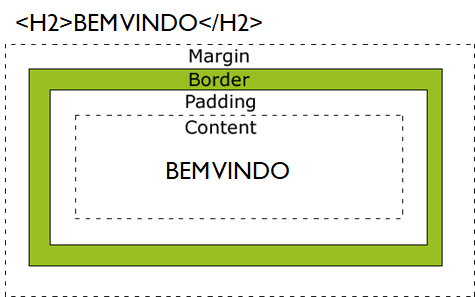 <H2>BEMVINDO</H2>
Margin
Border
Padding
Content
BEMVINDO